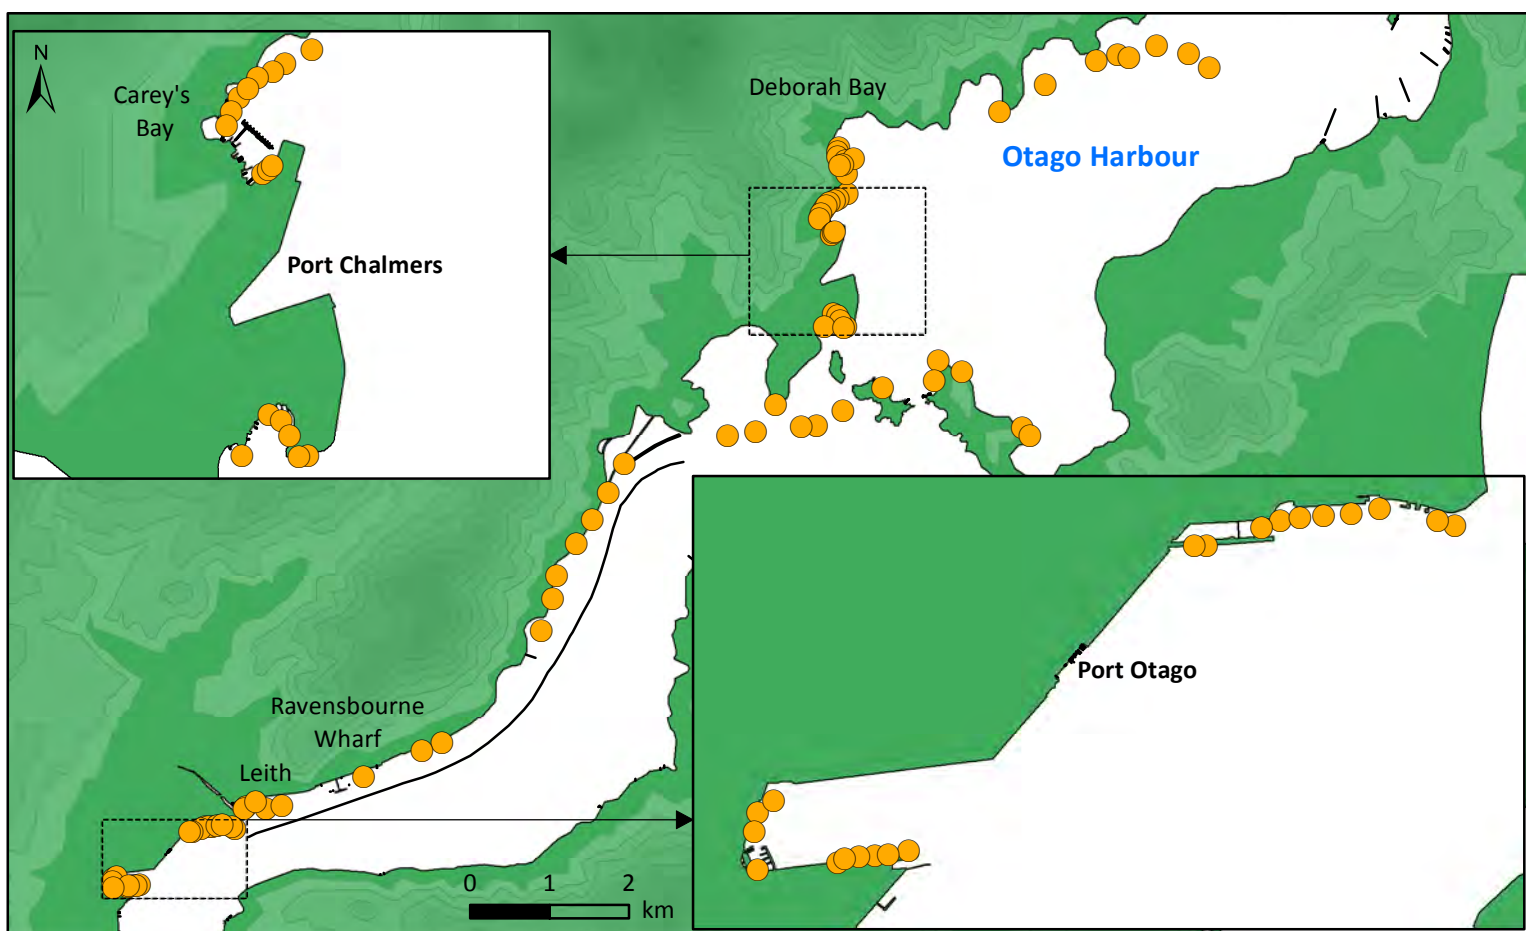 N
Carey's
Bay
Port Chalmers
Deborah Bay
Otago Harbour
Ravensbourne
Wharf
Leith
Port Otago
0 1 2
km